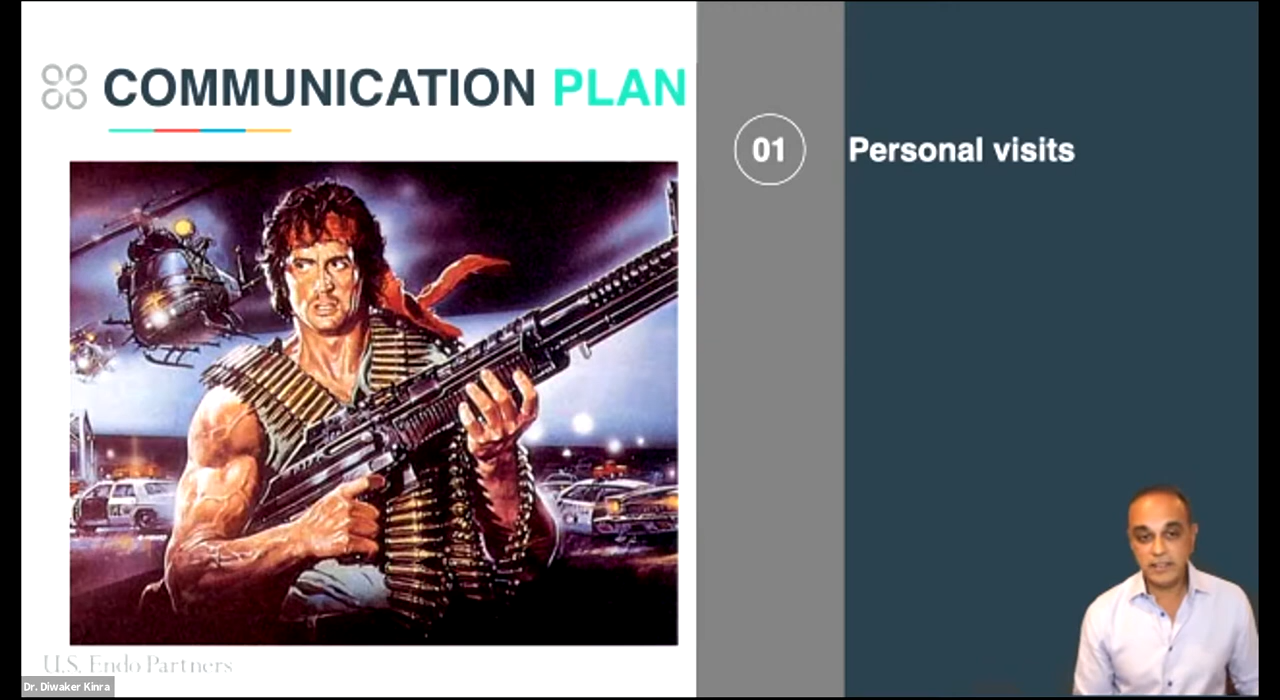 COMMUNICATION PLAN
01
Personal visits
U.S. Endo Partners
Dr. Diwaker Kinra